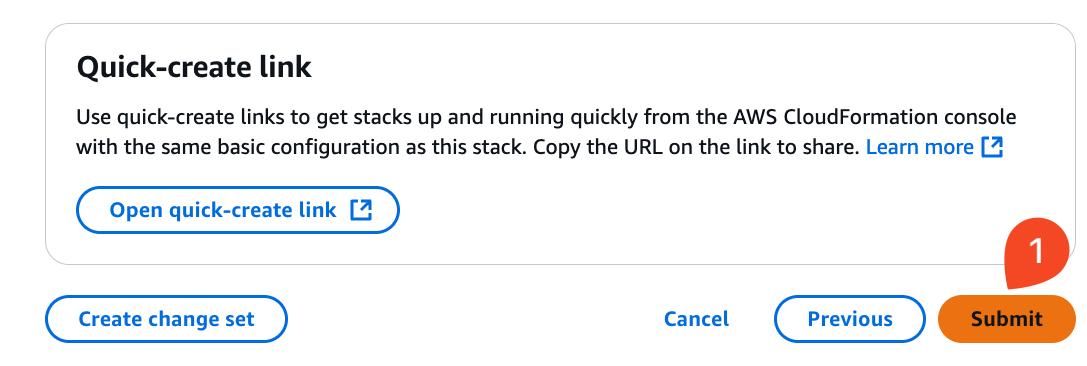 Quick-create link
Use quick-create links to get stacks up and running quickly from the AWS CloudFormation console
with the same basic configuration as this stack. Copy the URL on the link to share. Learn more
Open quick-create link
1
Create change set
Cancel
Previous
Submit